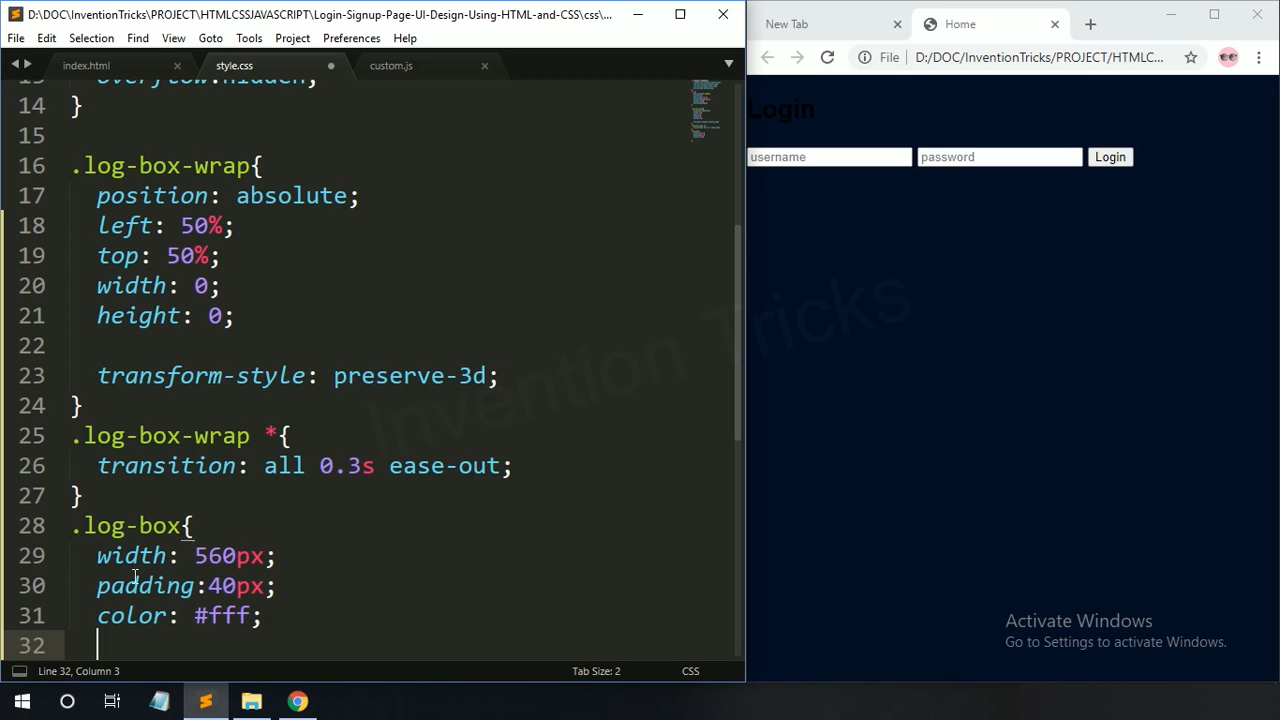 D:\DOC\InventionTricks\PROJECT\HTMLCSSJAVASCRIPT\Login-Signup-Page-UI-Design-Using-HTML-and-CSS\css\...
File Edit Selection Find View Goto Tools Project Preferences Help
index.html style.css custom.js
13 overflow:hidden;
14 }
15
16 .log-box-wrap{
17 position: absolute;
18 left: 50%;
19 top: 50%;
20 width: 0;
21 height: 0;
22
23 transform-style: preserve-3d;
24 }
25 .log-box-wrap *{
26 transition: all 0.3s ease-out;
27 }
28 .log-box{
29 width: 560px;
30 padding:40px;
31 color: #fff;
32
Line 32, Column 3 Tab Size: 2 CSS
New Tab Home
File D:/DOC/InventionTricks/PROJECT/HTMLC...
Login
username password Login
Invention Tricks
Activate Windows
Go to Settings to activate Windows.